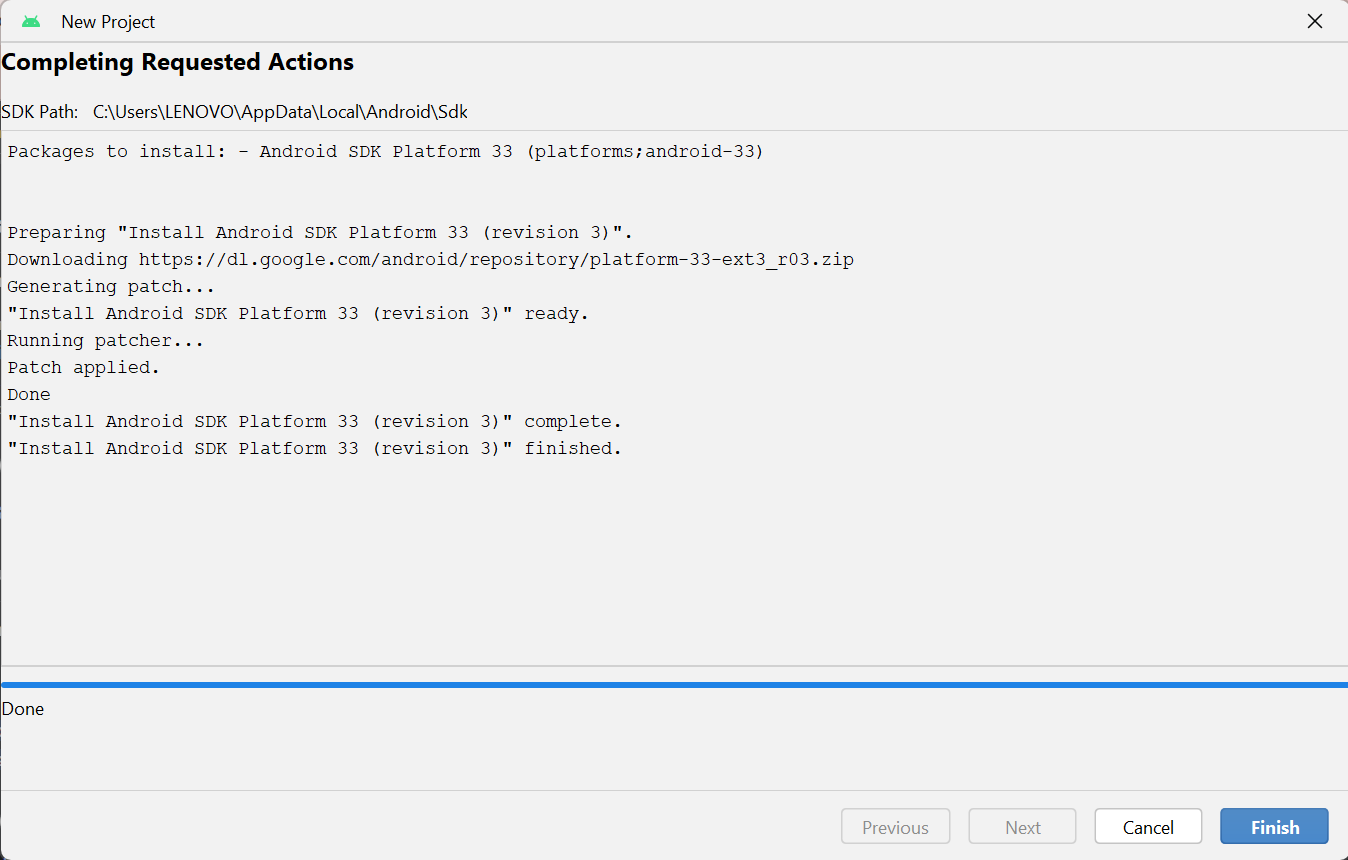 New Project
Completing Requested Actions
SDK Path: C:\Users\LENOVO\AppData\Local\Android\Sdk
Packages to install: - Android SDK Platform 33 (platforms;android-33)
Preparing "Install Android SDK Platform 33 (revision 3)".
Downloading https://dl.google.com/android/repository/platform-33-ext3_r03.zip
Generating patch...
"Install Android SDK Platform 33 (revision 3)" ready.
Running patcher...
Patch applied.
Done
"Install Android SDK Platform 33 (revision 3)" complete.
"Install Android SDK Platform 33 (revision 3)" finished.
Done
Previous Next Cancel Finish